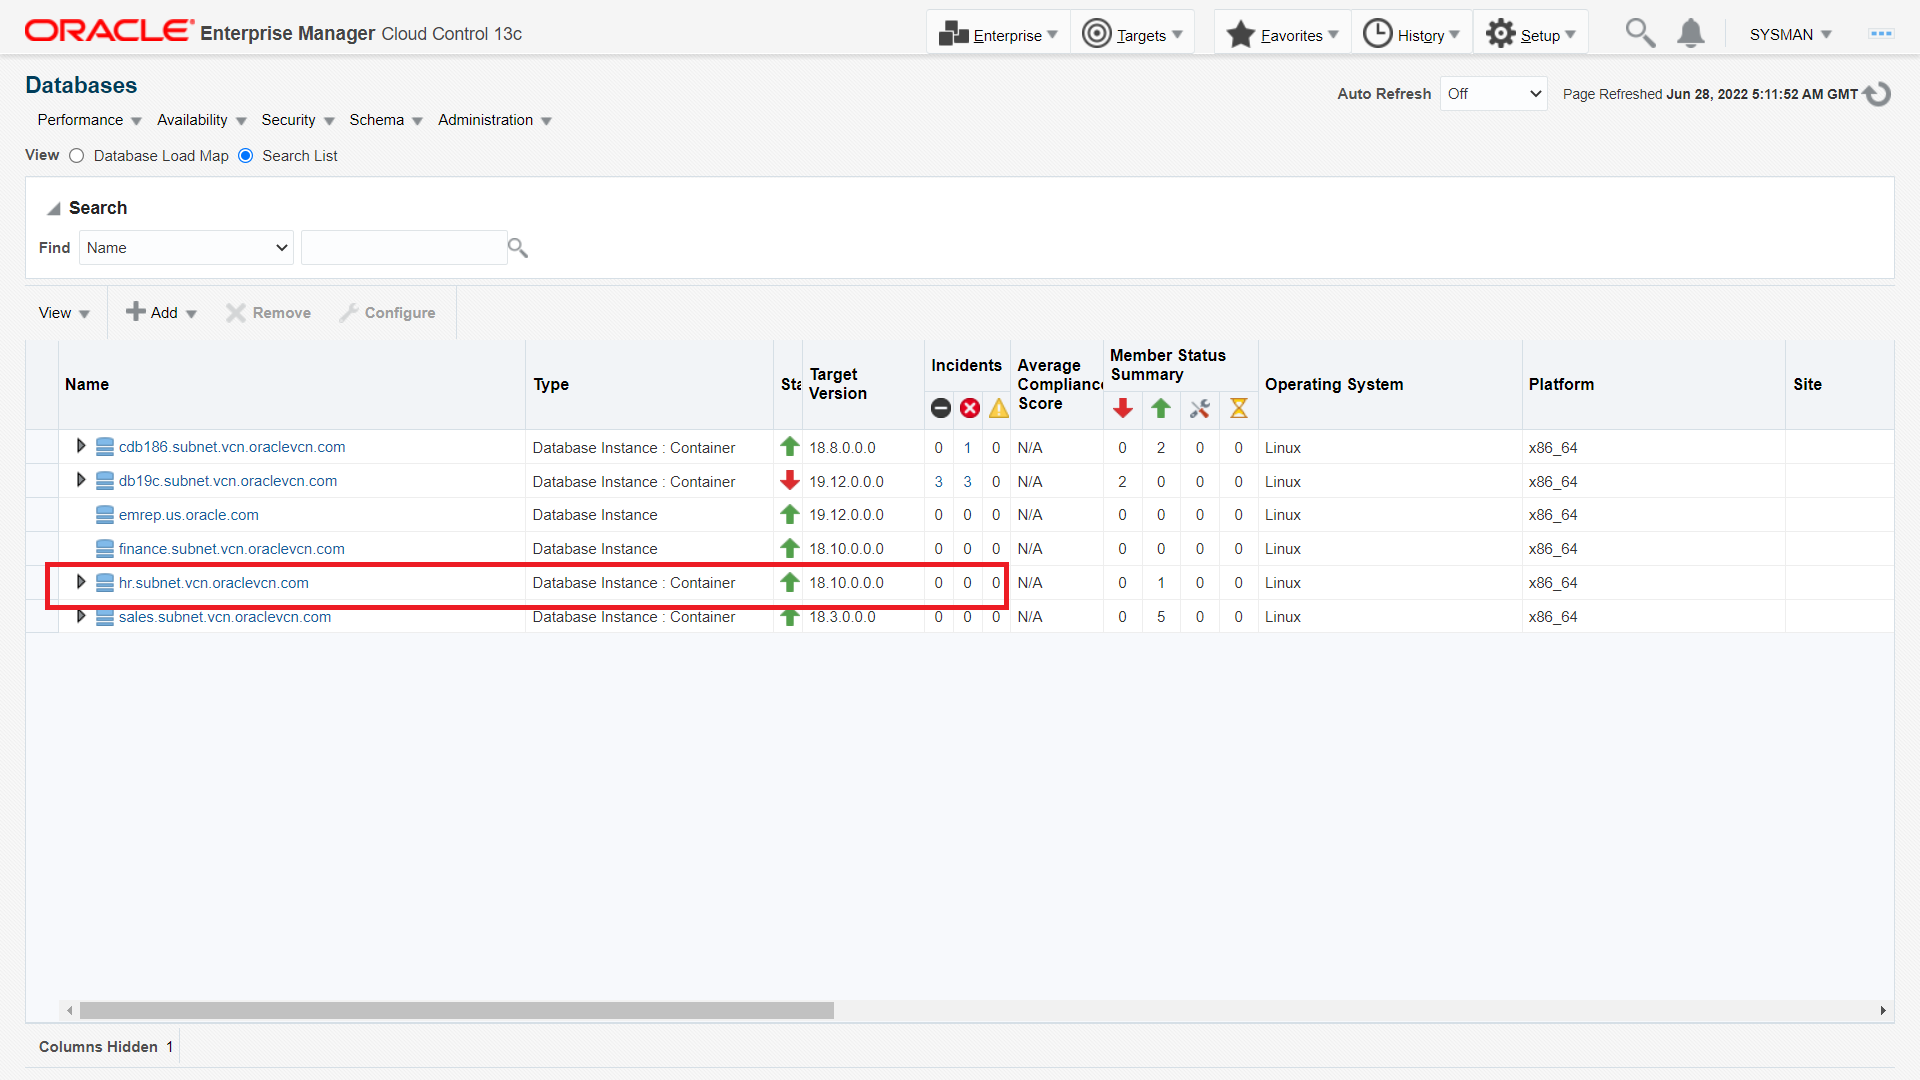 ORACLE Enterprise Manager Cloud Control 13c
Enterprise Targets Favorites History Setup SYSMAN
Databases
Auto Refresh Off Page Refreshed Jun 28, 2022 5:11:52 AM GMT
Performance Availability Security Schema Administration
View Database Load Map Search List
Search
Find Name
View Add Remove Configure
Name Type Sta Target Version Incidents Average Compliance Score Member Status Summary Operating System Platform Site
cdb186.subnet.vcn.oraclevcn.com Database Instance : Container 18.8.0.0.0 0 1 0 N/A 0 2 0 0 Linux x86_64
db19c.subnet.vcn.oraclevcn.com Database Instance : Container 19.12.0.0.0 3 3 0 N/A 2 0 0 0 Linux x86_64
emrep.us.oracle.com Database Instance 19.12.0.0.0 0 0 0 N/A 0 0 0 0 Linux x86_64
finance.subnet.vcn.oraclevcn.com Database Instance 18.10.0.0.0 0 0 0 N/A 0 0 0 0 Linux x86_64
hr.subnet.vcn.oraclevcn.com Database Instance : Container 18.10.0.0.0 0 0 0 N/A 0 1 0 0 Linux x86_64
sales.subnet.vcn.oraclevcn.com Database Instance : Container 18.3.0.0.0 0 0 0 N/A 0 5 0 0 Linux x86_64
Columns Hidden 1